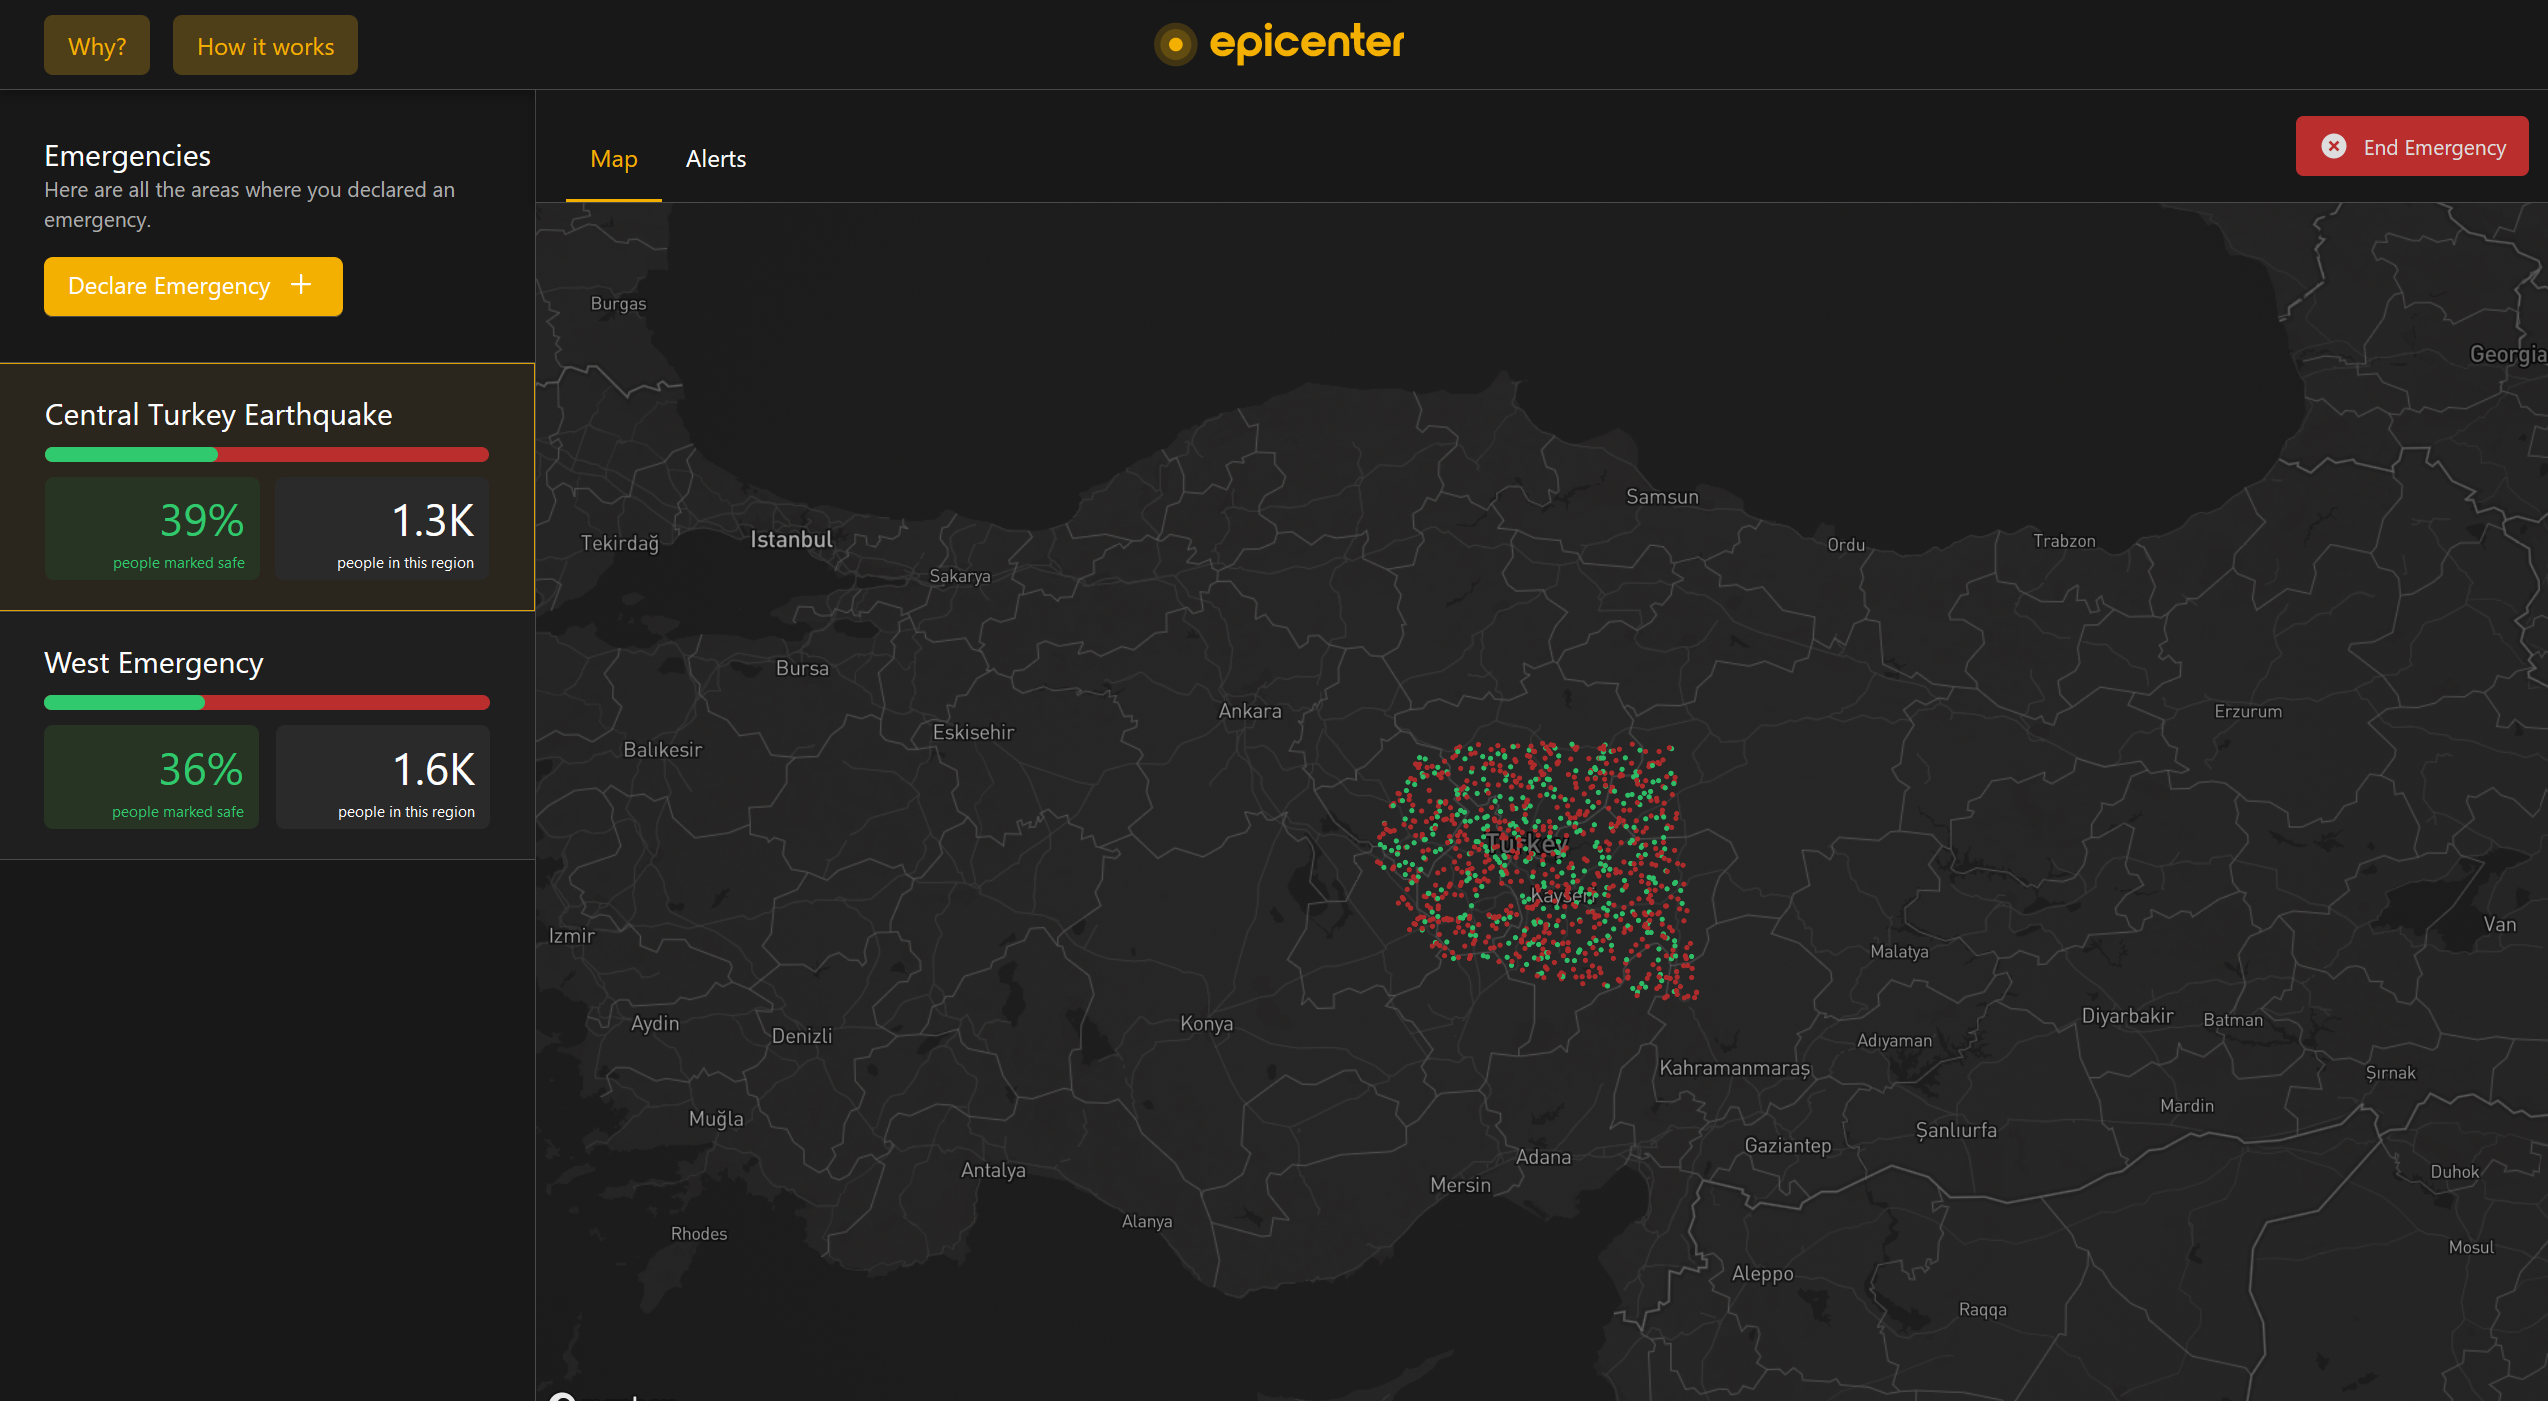 Why?
How it works
epicenter
Emergencies
Here are all the areas where you declared an
emergency.
Declare Emergency +
Central Turkey Earthquake
39%
people marked safe
1.3K
people in this region
West Emergency
36%
people marked safe
1.6K
people in this region
Map
Alerts
End Emergency
Burgas
Georgia
Samsun
Tekirdağ
Istanbul
Ordu
Trabzon
Sakarya
Bursa
Ankara
Erzurum
Eskisehir
Balıkesir
Turkey
Kayseri
Izmir
Van
Malatya
Aydin
Denizli
Konya
Diyarbakir
Batman
Adıyaman
Kahramanmaraş
Şırnak
Mardin
Muğla
Şanlıurfa
Gaziantep
Adana
Antalya
Mersin
Duhok
Alanya
Rhodes
Mosul
Aleppo
Raqqa